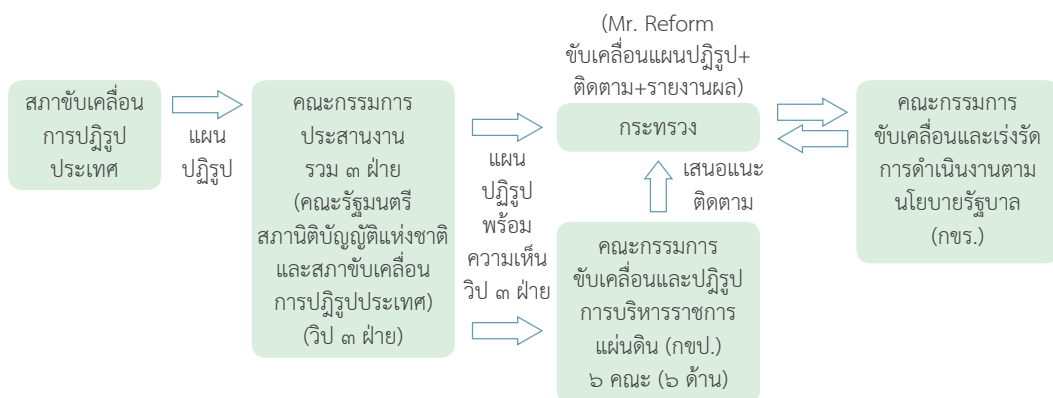 สภาขับเคลื่อน
การปฏิรูป
ประเทศ
แผน
ปฏิรูป
คณะกรรมการ
ประสานงาน
รวม ๓ ฝ่าย
(คณะรัฐมนตรี
สภานิติบัญญัติแห่งชาติ
และสภาขับเคลื่อน
การปฏิรูปประเทศ)
(วิป ๓ ฝ่าย)
แผน
ปฏิรูป
พร้อม
ความเห็น
วิป ๓ ฝ่าย
(Mr. Reform
ขับเคลื่อนแผนปฏิรูป+
ติดตาม+รายงานผล)
กระทรวง
เสนอแนะ
ติดตาม
คณะกรรมการ
ขับเคลื่อนและปฏิรูป
การบริหารราชการ
แผ่นดิน (กขป.)
๖ คณะ (๖ ด้าน)
คณะกรรมการ
ขับเคลื่อนและเร่งรัด
การดำเนินงานตาม
นโยบายรัฐบาล
(กขร.)